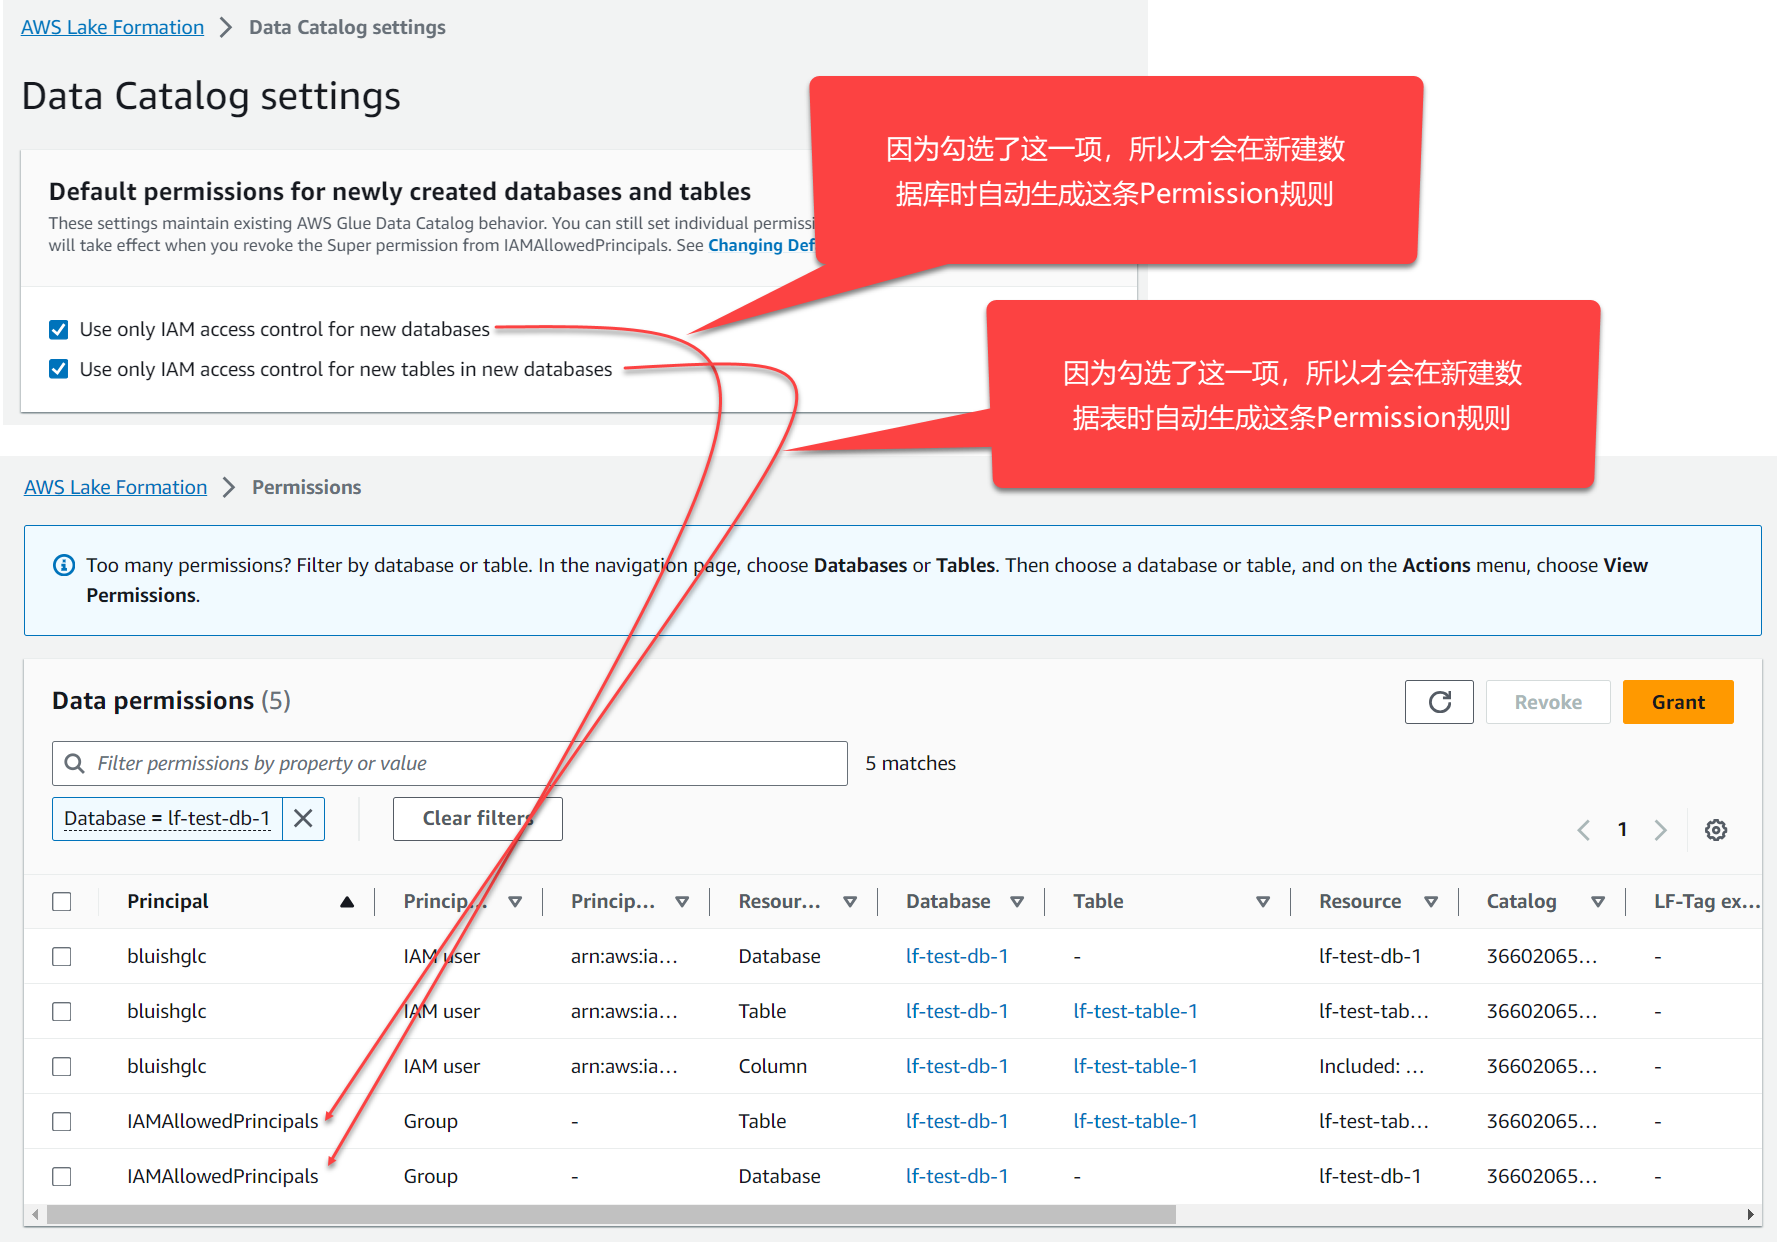 AWS Lake Formation > Data Catalog settings
Data Catalog settings
因为勾选了这一项，所以才会在新建数
据库时自动生成这条Permission规则
Default permissions for newly created databases and tables
These settings maintain existing AWS Glue Data Catalog behavior. You can still set individual permissi
will take effect when you revoke the Super permission from IAMAllowedPrincipals. See Changing Def
Use only IAM access control for new databases
Use only IAM access control for new tables in new databases
因为勾选了这一项，所以才会在新建数
据表时自动生成这条Permission规则
AWS Lake Formation > Permissions
Too many permissions? Filter by database or table. In the navigation page, choose Databases or Tables. Then choose a database or table, and on the Actions menu, choose View
Permissions.
Data permissions (5)
Revoke
Grant
Filter permissions by property or value
5 matches
Database = lf-test-db-1
Clear filters
1
Principal Princip... Princip... Resour... Database Table Resource Catalog LF-Tag ex...
bluishglc IAM user arn:aws:ia... Database lf-test-db-1 - lf-test-db-1 36602065... -
bluishglc IAM user arn:aws:ia... Table lf-test-db-1 lf-test-table-1 lf-test-tab... 36602065... -
bluishglc IAM user arn:aws:ia... Column lf-test-db-1 lf-test-table-1 Included: ... 36602065... -
IAMAllowedPrincipals Group - Table lf-test-db-1 lf-test-table-1 lf-test-tab... 36602065... -
IAMAllowedPrincipals Group - Database lf-test-db-1 - lf-test-db-1 36602065... -